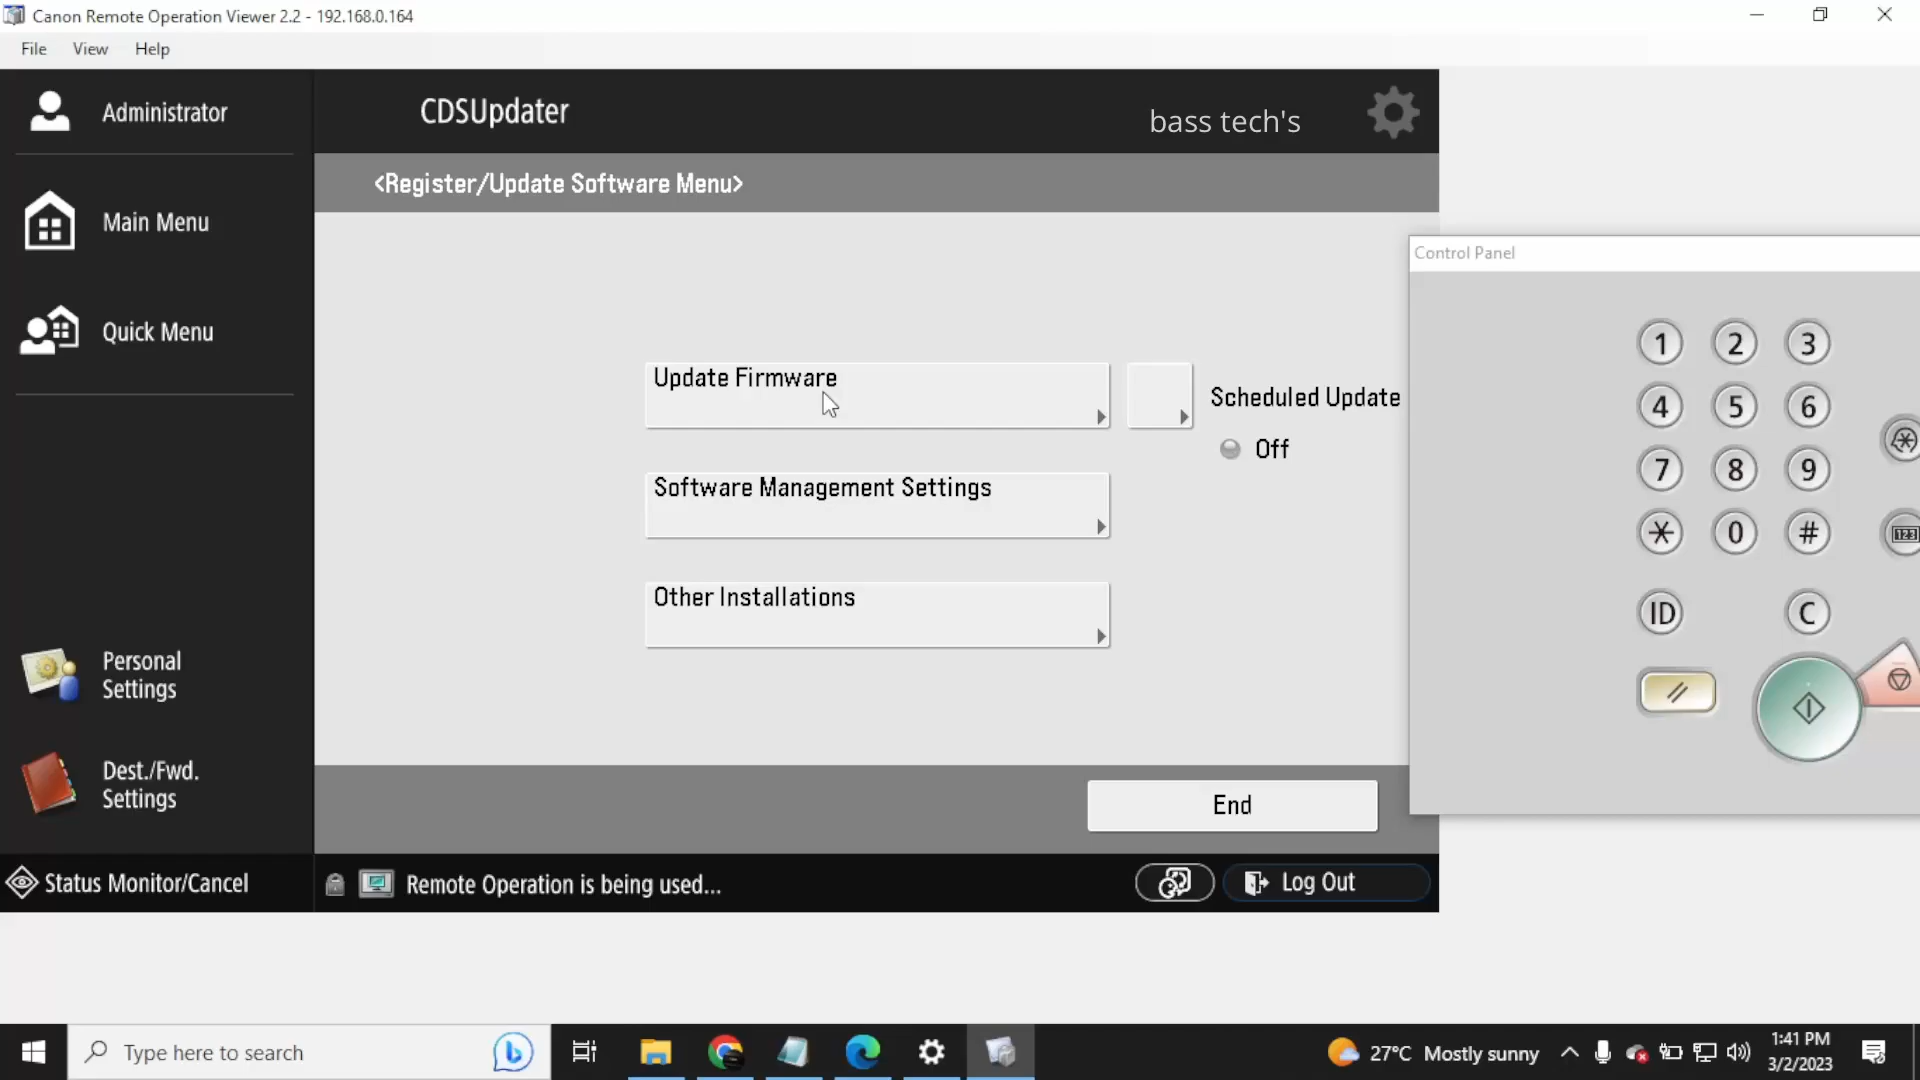 Canon Remote Operation Viewer 2.2 - 192.168.0.164
File View Help
Administrator
CDSUpdater
bass tech's
<Register/Update Software Menu>
Main Menu
Control Panel
Quick Menu
1 2 3
Update Firmware
Scheduled Update
4 5 6
Off
7 8 9
Software Management Settings
* 0 #
123
Other Installations
ID C
Personal
Settings
Dest./Fwd.
Settings
End
Status Monitor/Cancel
Remote Operation is being used...
Log Out
Type here to search
27°C Mostly sunny
1:41 PM
3/2/2023